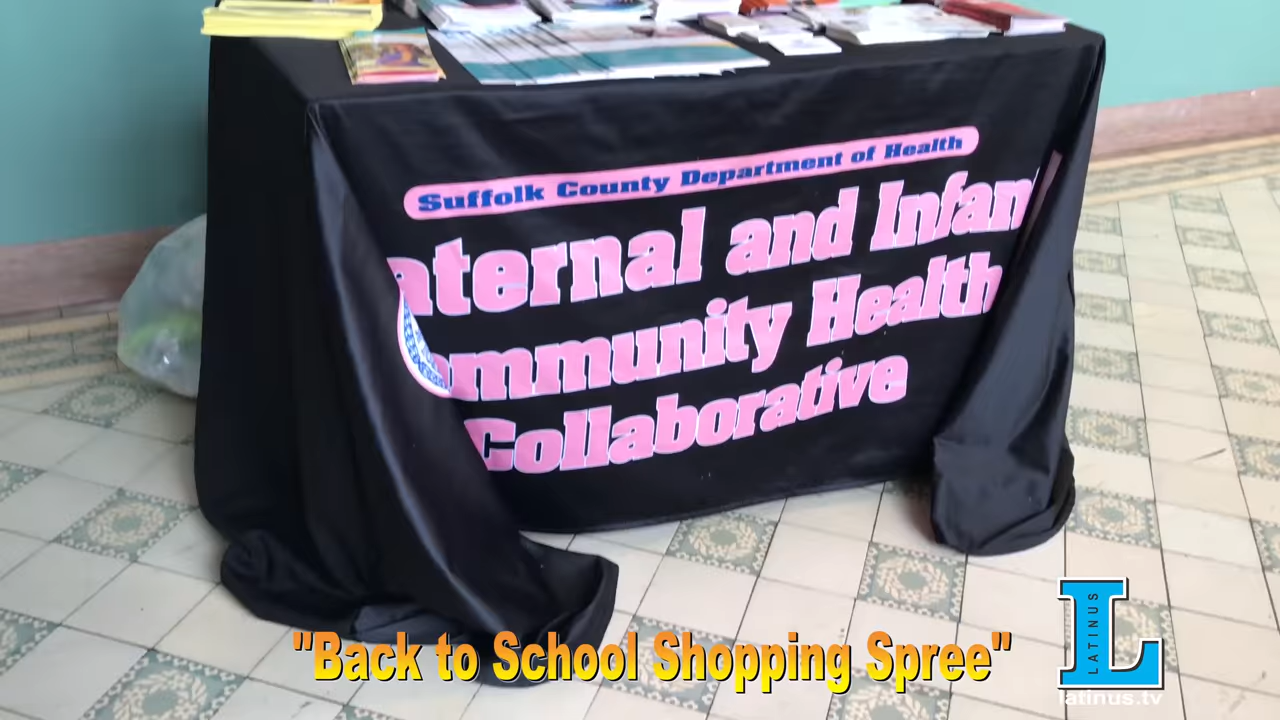 Suffolk County Department of Health
aternal and Infan
ommunity Health
Collaborative
"Back to School Shopping Spree"
LATINUS
L
latinus.tv